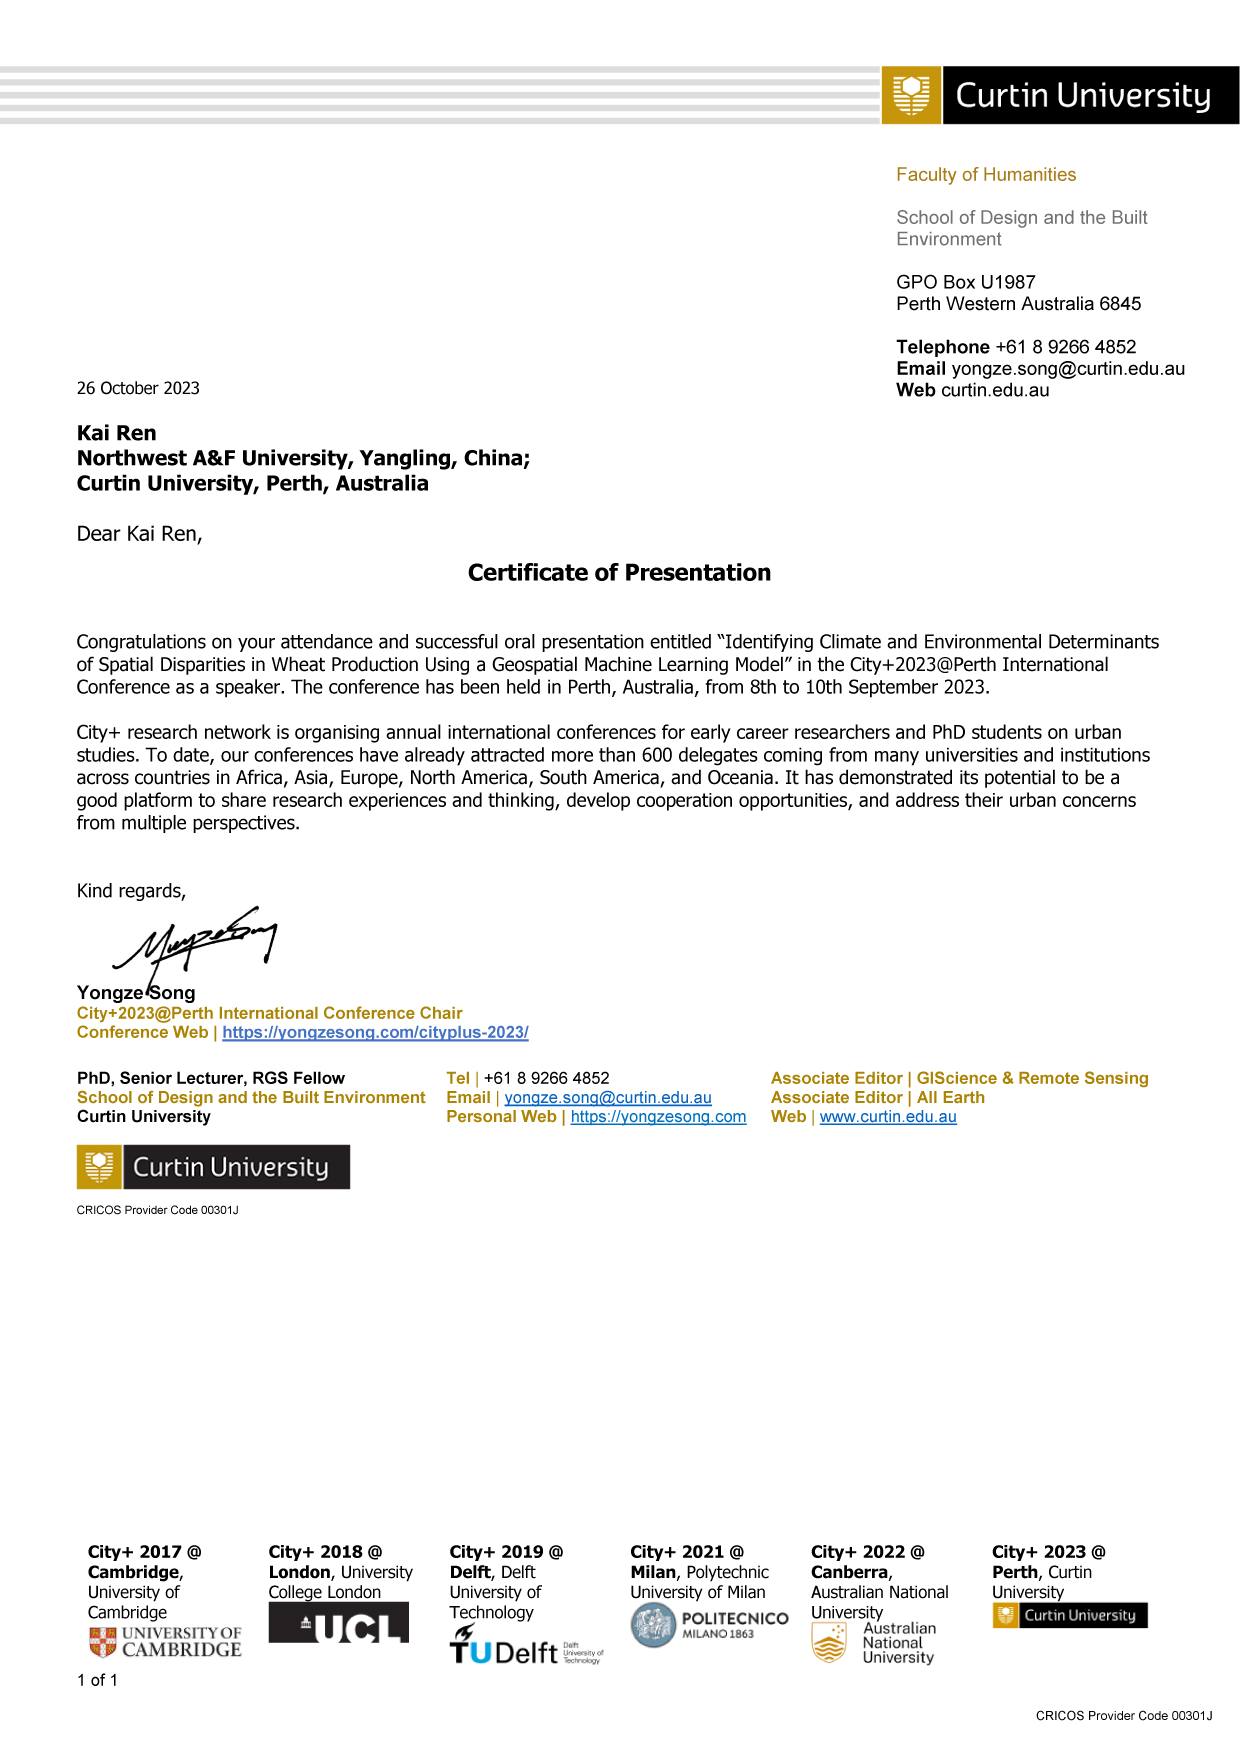 Curtin University
Faculty of Humanities
School of Design and the Built
Environment
GPO Box U1987
Perth Western Australia 6845
Telephone +61 8 9266 4852
Email yongze.song@curtin.edu.au
Web curtin.edu.au
26 October 2023
Kai Ren
Northwest A&F University, Yangling, China;
Curtin University, Perth, Australia
Dear Kai Ren,
Certificate of Presentation
Congratulations on your attendance and successful oral presentation entitled “Identifying Climate and Environmental Determinants
of Spatial Disparities in Wheat Production Using a Geospatial Machine Learning Model” in the City+2023@Perth International
Conference as a speaker. The conference has been held in Perth, Australia, from 8th to 10th September 2023.
City+ research network is organising annual international conferences for early career researchers and PhD students on urban
studies. To date, our conferences have already attracted more than 600 delegates coming from many universities and institutions
across countries in Africa, Asia, Europe, North America, South America, and Oceania. It has demonstrated its potential to be a
good platform to share research experiences and thinking, develop cooperation opportunities, and address their urban concerns
from multiple perspectives.
Kind regards,
Yongze Song
Yongze Song
City+2023@Perth International Conference Chair
Conference Web | https://yongzesong.com/cityplus-2023/
PhD, Senior Lecturer, RGS Fellow
School of Design and the Built Environment
Curtin University
Tel | +61 8 9266 4852
Email | yongze.song@curtin.edu.au
Personal Web | https://yongzesong.com
Associate Editor | GIScience & Remote Sensing
Associate Editor | All Earth
Web | www.curtin.edu.au
Curtin University
CRICOS Provider Code 00301J
City+ 2017 @
Cambridge,
University of
Cambridge
UNIVERSITY OF
CAMBRIDGE
City+ 2018 @
London, University
College London
UCL
City+ 2019 @
Delft, Delft
University of
Technology
TU Delft
Delft
University of
Technology
City+ 2021 @
Milan, Polytechnic
University of Milan
POLITECNICO
MILANO 1863
City+ 2022 @
Canberra,
Australian National
University
Australian
National
University
City+ 2023 @
Perth, Curtin
University
Curtin University
1 of 1
CRICOS Provider Code 00301J